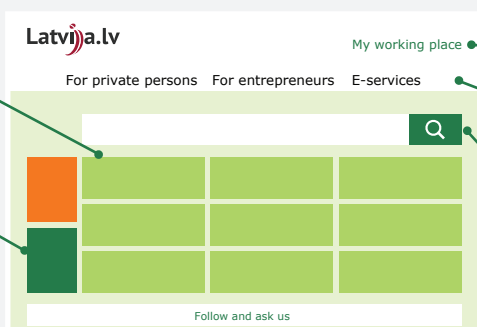 Latvija.lv
My working place
For private persons For entrepreneurs E-services
Follow and ask us